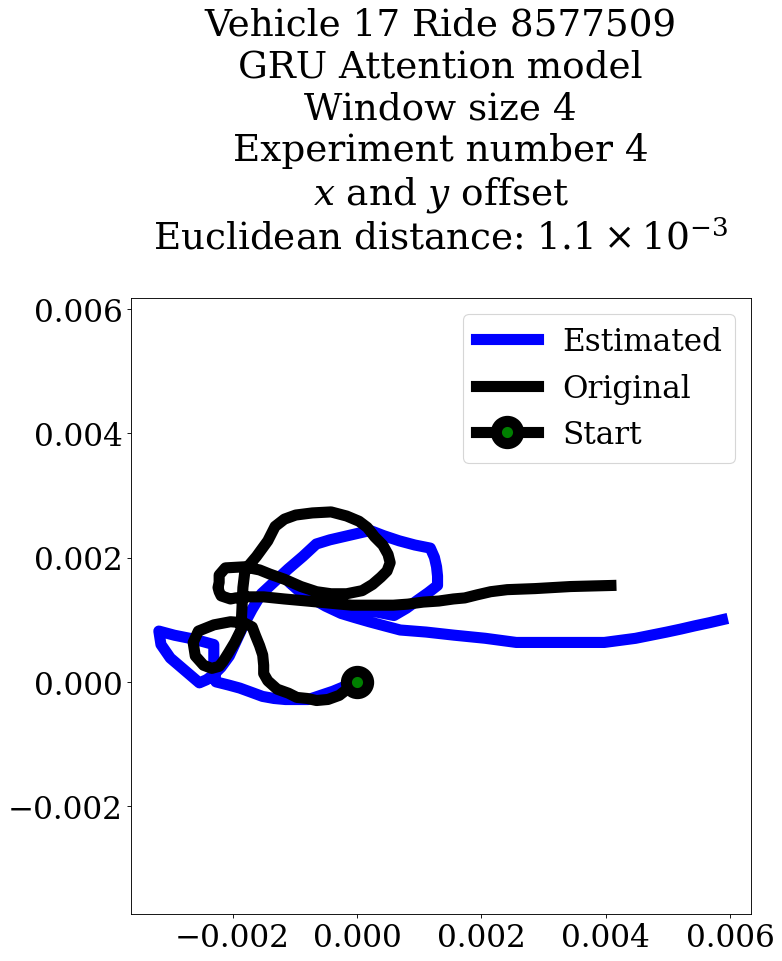 Vehicle 17 Ride 8577509
GRU Attention model
Window size 4
Experiment number 4
x and y offset
Euclidean distance: 1.1 × 10⁻³
Estimated
Original
Start
0.006
0.004
0.002
0.000
−0.002
−0.002 0.000 0.002 0.004 0.006